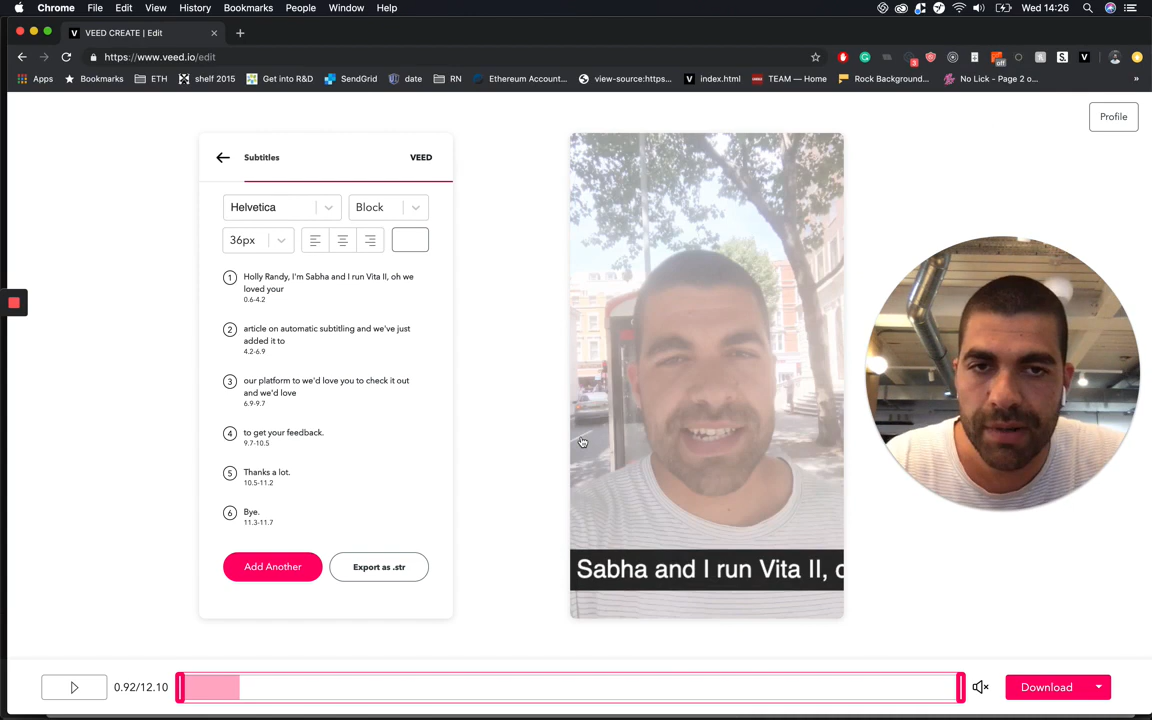 Chrome File Edit View History Bookmarks People Window Help Wed 14:26
VEED CREATE | Edit
https://www.veed.io/edit
Apps Bookmarks ETH shelf 2015 Get into R&D SendGrid date RN Ethereum Account... view-source:https... index.html TEAM — Home Rock Background... No Lick - Page 2 o... »
3 off
Profile
Subtitles VEED
Helvetica Block
36px
1 Holly Randy, I'm Sabha and I run Vita II, oh we
loved your
0.6-4.2
2 article on automatic subtitling and we've just
added it to
4.2-6.9
3 our platform to we'd love you to check it out
and we'd love
6.9-9.7
4 to get your feedback.
9.7-10.5
5 Thanks a lot.
10.5-11.2
6 Bye.
11.3-11.7
Add Another Export as .str
Sabha and I run Vita II, o
0.92/12.10 Download